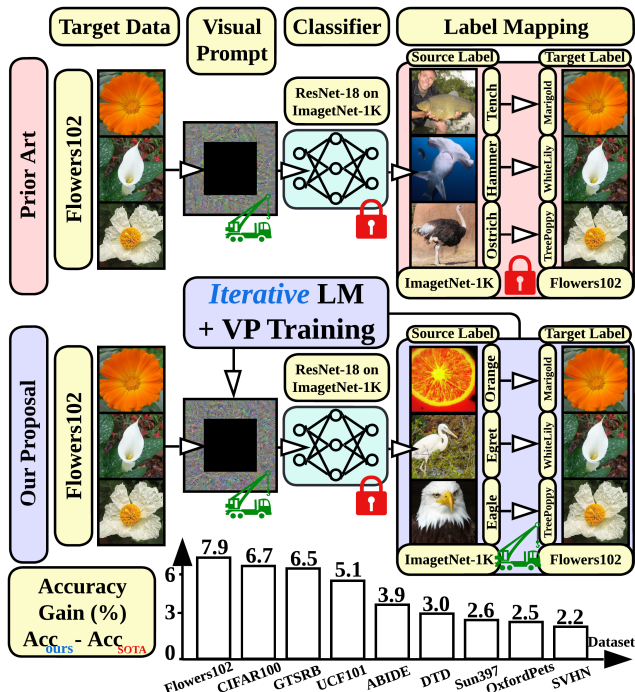 Target Data
Visual
Prompt
Classifier
Label Mapping
Prior Art
Flowers102
ResNet-18 on
ImagetNet-1K
Source Label
Target Label
Tench
Marigold
Hammer
WhiteLily
Ostrich
TreePoppy
ImagetNet-1K
Flowers102
Iterative LM
+ VP Training
Our Proposal
Flowers102
ResNet-18 on
ImagetNet-1K
Source Label
Target Label
Orange
Marigold
Egret
WhiteLily
Eagle
TreePoppy
ImagetNet-1K
Flowers102
Accuracy
Gain (%)
Acc ours - Acc SOTA
6
3
0
7.9
6.7
6.5
5.1
3.9
3.0
2.6
2.5
2.2
Dataset
Flowers102
CIFAR100
GTSRB
UCF101
ABIDE
DTD
Sun397
OxfordPets
SVHN